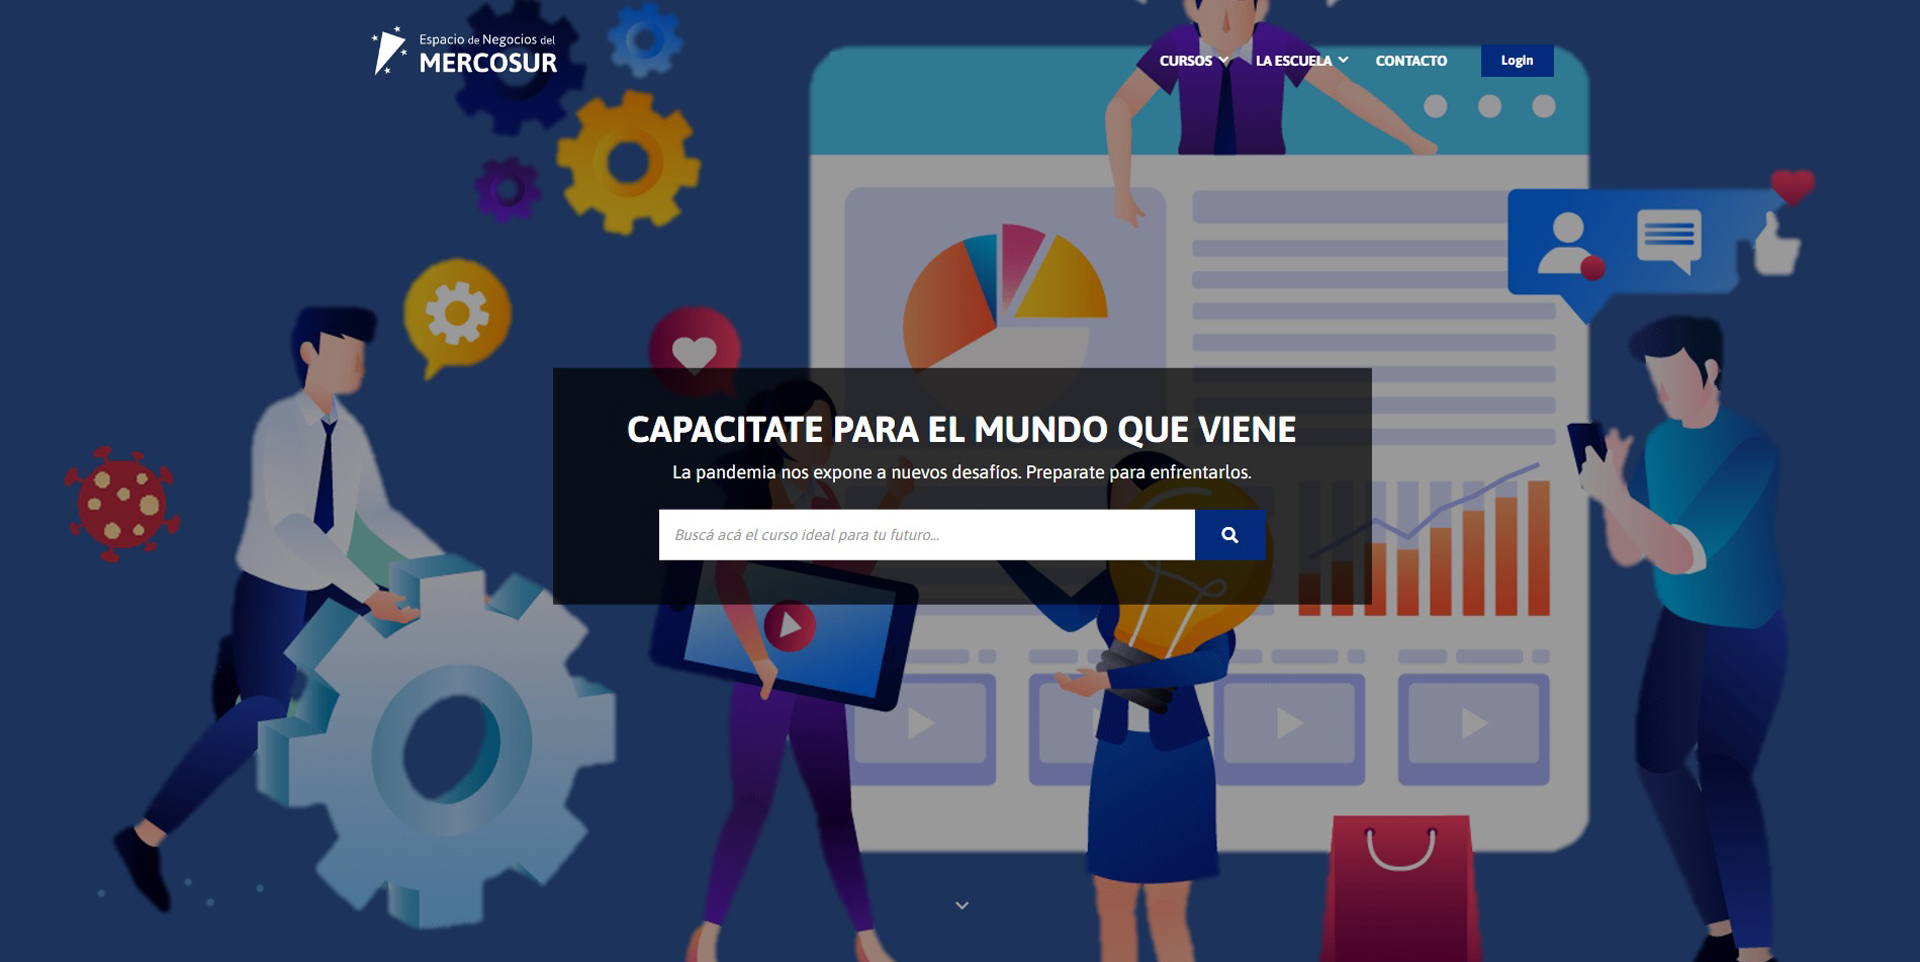 Espacio de Negocios del
MERCOSUR
CURSOS
LA ESCUELA
CONTACTO
Login
CAPACITATE PARA EL MUNDO QUE VIENE
La pandemia nos expone a nuevos desafíos. Preparate para enfrentarlos.
Buscá acá el curso ideal para tu futuro...